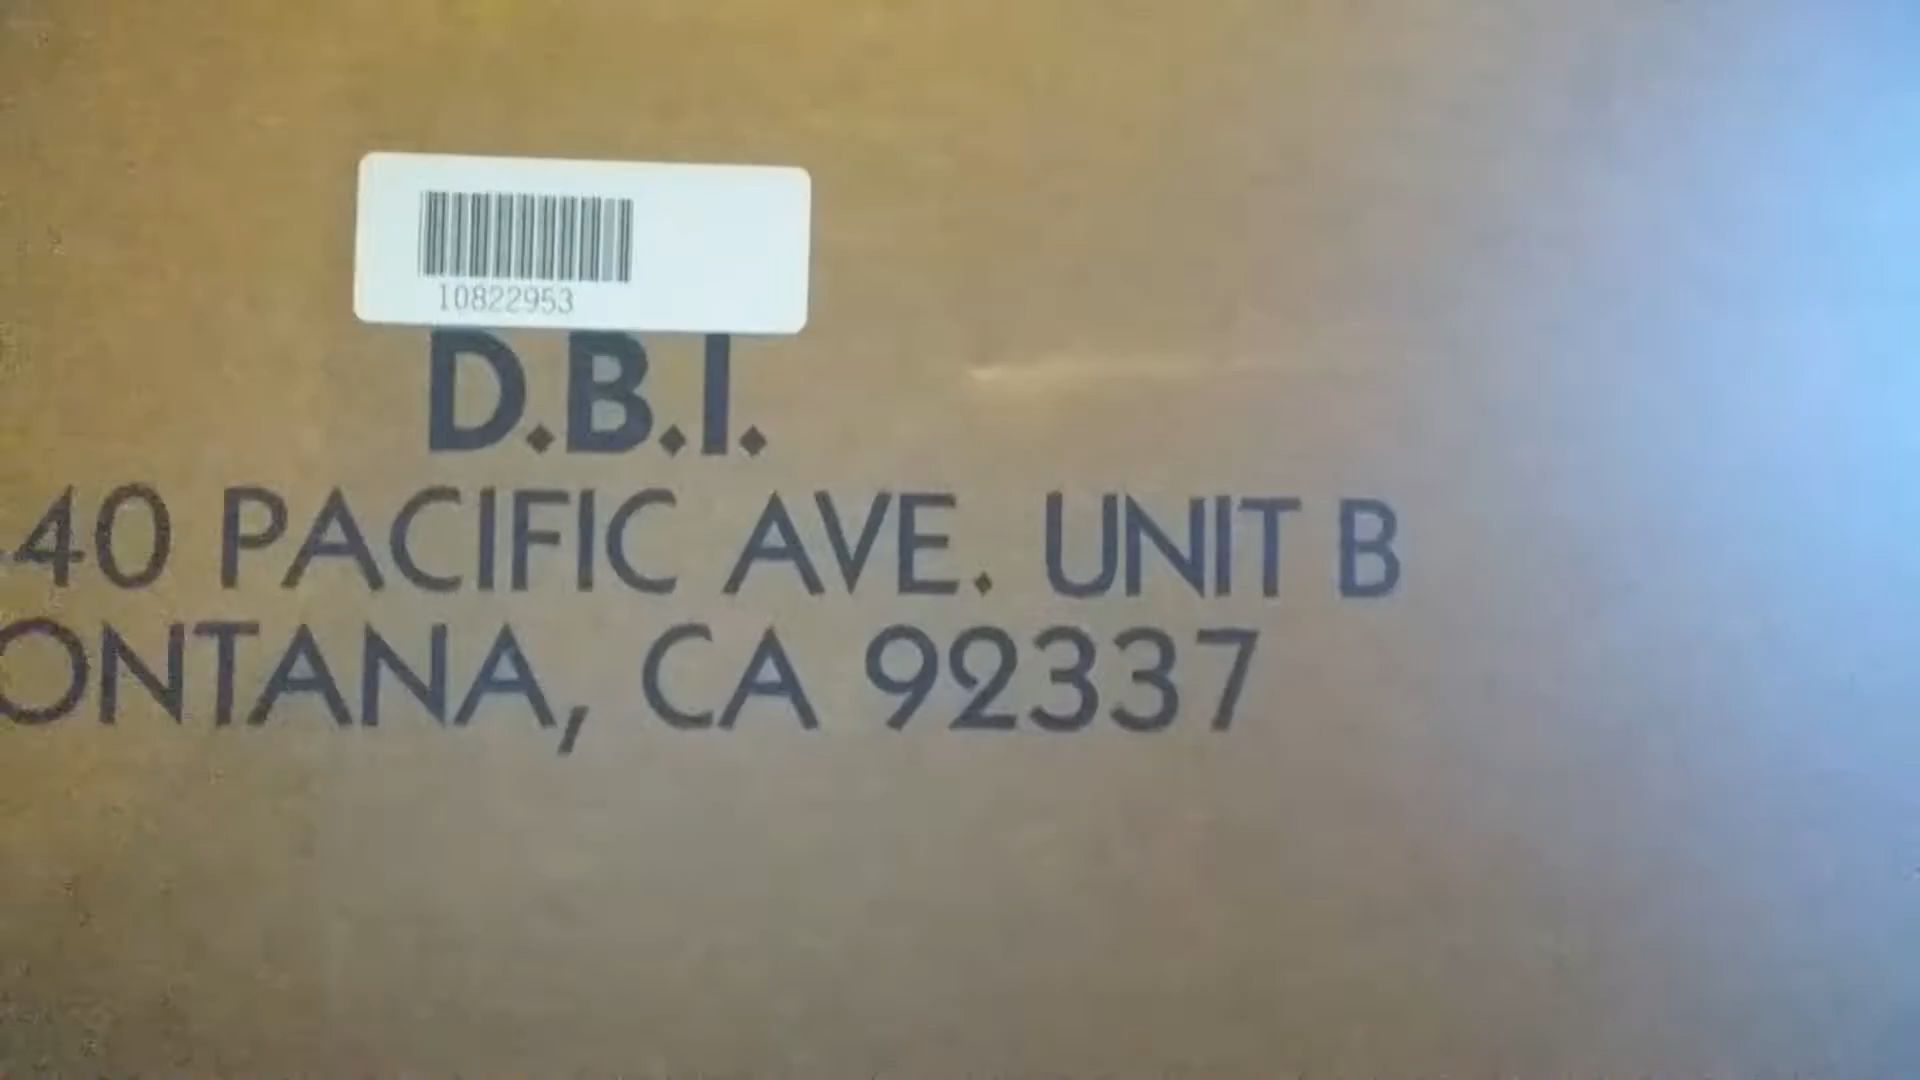 10822953
D.B.I.
40 PACIFIC AVE. UNIT B
ONTANA, CA 92337